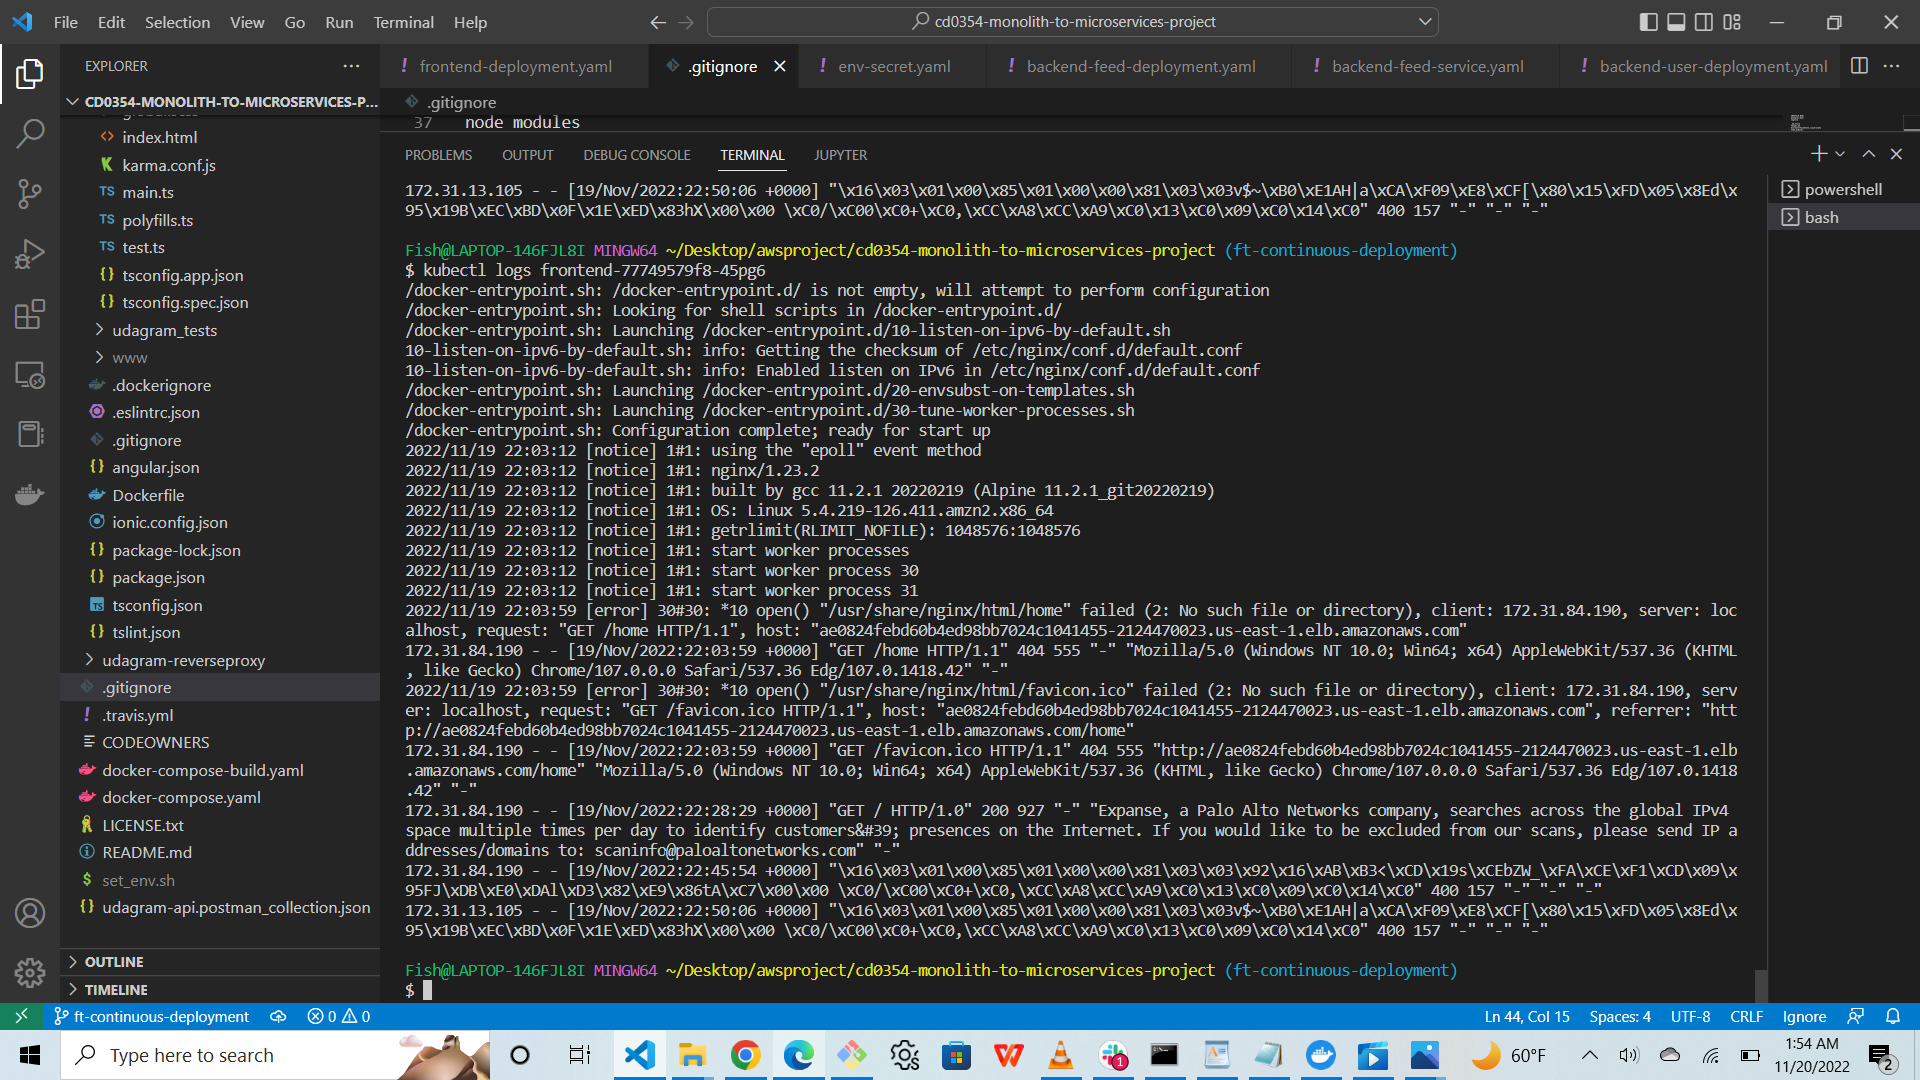 File Edit Selection View Go Run Terminal Help
cd0354-monolith-to-microservices-project
EXPLORER
frontend-deployment.yaml
.gitignore
env-secret.yaml
backend-feed-deployment.yaml
backend-feed-service.yaml
backend-user-deployment.yaml
CD0354-MONOLITH-TO-MICROSERVICES-P...
index.html
karma.conf.js
main.ts
polyfills.ts
test.ts
tsconfig.app.json
tsconfig.spec.json
udagram_tests
www
.dockerignore
.eslintrc.json
.gitignore
angular.json
Dockerfile
ionic.config.json
package-lock.json
package.json
tsconfig.json
tslint.json
udagram-reverseproxy
.gitignore
.travis.yml
CODEOWNERS
docker-compose-build.yaml
docker-compose.yaml
LICENSE.txt
README.md
set_env.sh
udagram-api.postman_collection.json
OUTLINE
TIMELINE
.gitignore
37 node modules
PROBLEMS OUTPUT DEBUG CONSOLE TERMINAL JUPYTER
powershell
bash
172.31.13.105 - - [19/Nov/2022:22:50:06 +0000] "\x16\x03\x01\x00\x85\x01\x00\x00\x81\x03\x03v$~\xB0\xE1AH|a\xCA\xF09\xE8\xCF[\x80\x15\xFD\x05\x8Ed\x
95\x19B\xEC\xBD\x0F\x1E\xED\x83hX\x00\x00 \xC0/\xC00\xC0+\xC0,\xCC\xA8\xCC\xA9\xC0\x13\xC0\x09\xC0\x14\xC0" 400 157 "-" "-" "-"
Fish@LAPTOP-146FJL8I MINGW64 ~/Desktop/awsproject/cd0354-monolith-to-microservices-project (ft-continuous-deployment)
$ kubectl logs frontend-77749579f8-45pg6
/docker-entrypoint.sh: /docker-entrypoint.d/ is not empty, will attempt to perform configuration
/docker-entrypoint.sh: Looking for shell scripts in /docker-entrypoint.d/
/docker-entrypoint.sh: Launching /docker-entrypoint.d/10-listen-on-ipv6-by-default.sh
10-listen-on-ipv6-by-default.sh: info: Getting the checksum of /etc/nginx/conf.d/default.conf
10-listen-on-ipv6-by-default.sh: info: Enabled listen on IPv6 in /etc/nginx/conf.d/default.conf
/docker-entrypoint.sh: Launching /docker-entrypoint.d/20-envsubst-on-templates.sh
/docker-entrypoint.sh: Launching /docker-entrypoint.d/30-tune-worker-processes.sh
/docker-entrypoint.sh: Configuration complete; ready for start up
2022/11/19 22:03:12 [notice] 1#1: using the "epoll" event method
2022/11/19 22:03:12 [notice] 1#1: nginx/1.23.2
2022/11/19 22:03:12 [notice] 1#1: built by gcc 11.2.1 20220219 (Alpine 11.2.1_git20220219)
2022/11/19 22:03:12 [notice] 1#1: OS: Linux 5.4.219-126.411.amzn2.x86_64
2022/11/19 22:03:12 [notice] 1#1: getrlimit(RLIMIT_NOFILE): 1048576:1048576
2022/11/19 22:03:12 [notice] 1#1: start worker processes
2022/11/19 22:03:12 [notice] 1#1: start worker process 30
2022/11/19 22:03:12 [notice] 1#1: start worker process 31
2022/11/19 22:03:59 [error] 30#30: *10 open() "/usr/share/nginx/html/home" failed (2: No such file or directory), client: 172.31.84.190, server: loc
alhost, request: "GET /home HTTP/1.1", host: "ae0824febd60b4ed98bb7024c1041455-2124470023.us-east-1.elb.amazonaws.com"
172.31.84.190 - - [19/Nov/2022:22:03:59 +0000] "GET /home HTTP/1.1" 404 555 "-" "Mozilla/5.0 (Windows NT 10.0; Win64; x64) AppleWebKit/537.36 (KHTML
, like Gecko) Chrome/107.0.0.0 Safari/537.36 Edg/107.0.1418.42" "-"
2022/11/19 22:03:59 [error] 30#30: *10 open() "/usr/share/nginx/html/favicon.ico" failed (2: No such file or directory), client: 172.31.84.190, serv
er: localhost, request: "GET /favicon.ico HTTP/1.1", host: "ae0824febd60b4ed98bb7024c1041455-2124470023.us-east-1.elb.amazonaws.com", referrer: "htt
p://ae0824febd60b4ed98bb7024c1041455-2124470023.us-east-1.elb.amazonaws.com/home"
172.31.84.190 - - [19/Nov/2022:22:03:59 +0000] "GET /favicon.ico HTTP/1.1" 404 555 "http://ae0824febd60b4ed98bb7024c1041455-2124470023.us-east-1.elb
.amazonaws.com/home" "Mozilla/5.0 (Windows NT 10.0; Win64; x64) AppleWebKit/537.36 (KHTML, like Gecko) Chrome/107.0.0.0 Safari/537.36 Edg/107.0.1418
.42" "-"
172.31.84.190 - - [19/Nov/2022:22:28:29 +0000] "GET / HTTP/1.0" 200 927 "-" "Expanse, a Palo Alto Networks company, searches across the global IPv4
space multiple times per day to identify customers&#39; presences on the Internet. If you would like to be excluded from our scans, please send IP a
ddresses/domains to: scaninfo@paloaltonetworks.com" "-"
172.31.84.190 - - [19/Nov/2022:22:45:54 +0000] "\x16\x03\x01\x00\x85\x01\x00\x00\x81\x03\x03\x92\x16\xAB\xB3<\xCD\x19s\xCEbZW_\xFA\xCE\xF1\xCD\x09\x
95FJ\xDB\xE0\xDAl\xD3\x82\xE9\x86tA\xC7\x00\x00 \xC0/\xC00\xC0+\xC0,\xCC\xA8\xCC\xA9\xC0\x13\xC0\x09\xC0\x14\xC0" 400 157 "-" "-" "-"
172.31.13.105 - - [19/Nov/2022:22:50:06 +0000] "\x16\x03\x01\x00\x85\x01\x00\x00\x81\x03\x03v$~\xB0\xE1AH|a\xCA\xF09\xE8\xCF[\x80\x15\xFD\x05\x8Ed\x
95\x19B\xEC\xBD\x0F\x1E\xED\x83hX\x00\x00 \xC0/\xC00\xC0+\xC0,\xCC\xA8\xCC\xA9\xC0\x13\xC0\x09\xC0\x14\xC0" 400 157 "-" "-" "-"
Fish@LAPTOP-146FJL8I MINGW64 ~/Desktop/awsproject/cd0354-monolith-to-microservices-project (ft-continuous-deployment)
$
ft-continuous-deployment 0 0
Ln 44, Col 15 Spaces: 4 UTF-8 CRLF Ignore
Type here to search
1
60°F
1:54 AM
11/20/2022
2